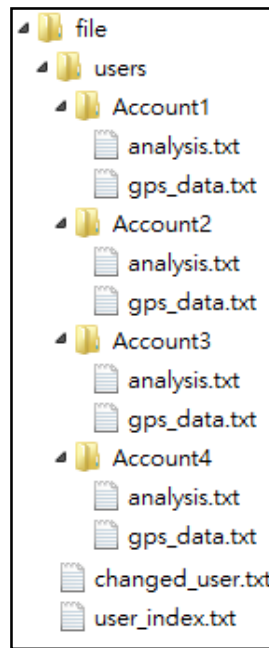 file
users
Account1
analysis.txt
gps_data.txt
Account2
analysis.txt
gps_data.txt
Account3
analysis.txt
gps_data.txt
Account4
analysis.txt
gps_data.txt
changed_user.txt
user_index.txt